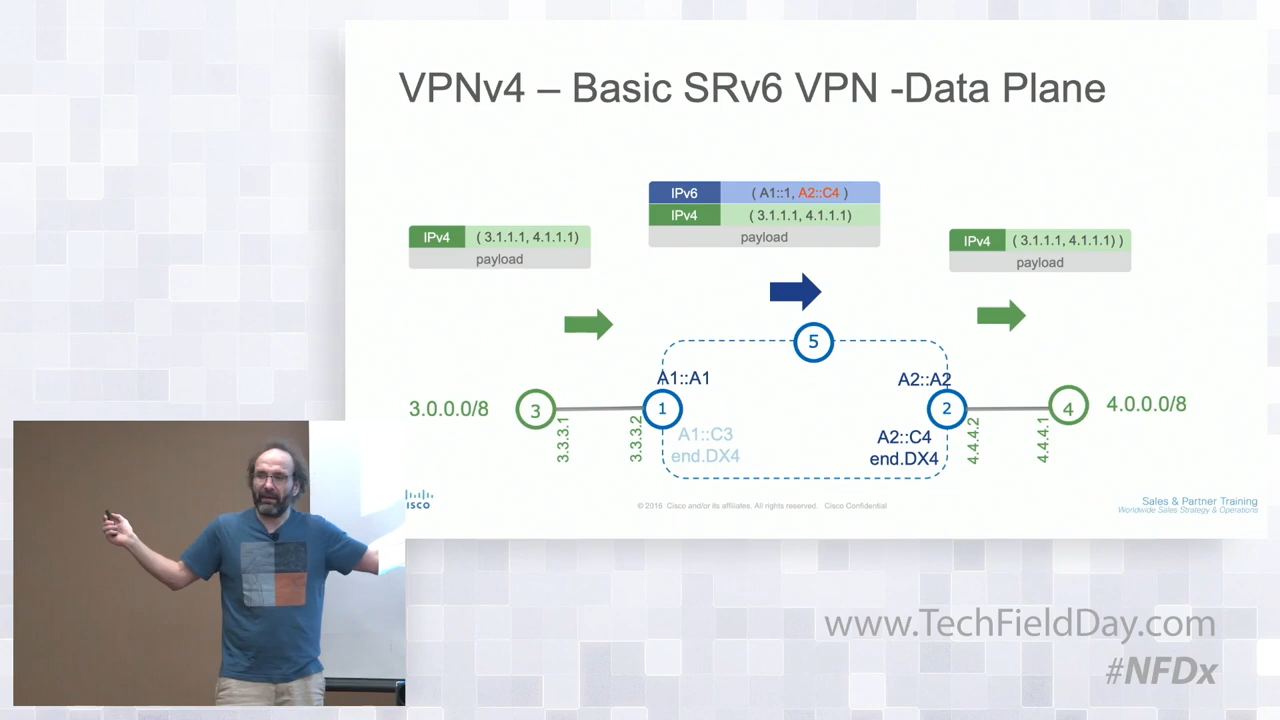 VPNv4 – Basic SRv6 VPN -Data Plane
IPv6 ( A1::1, A2::C4 )
IPv4 ( 3.1.1.1, 4.1.1.1)
payload
IPv4 ( 3.1.1.1, 4.1.1.1)
payload
IPv4 ( 3.1.1.1, 4.1.1.1) )
payload
5
A1::A1
A2::A2
3.0.0.0/8
3
1
2
4
4.0.0.0/8
3.3.3.1
3.3.3.2
A1::C3
end.DX4
A2::C4
end.DX4
4.4.4.2
4.4.4.1
ISCO
© 2016 Cisco and/or its affiliates. All rights reserved. Cisco Confidential
Sales & Partner Training
Worldwide Sales Strategy & Operations
www.TechFieldDay.com
#NFDx